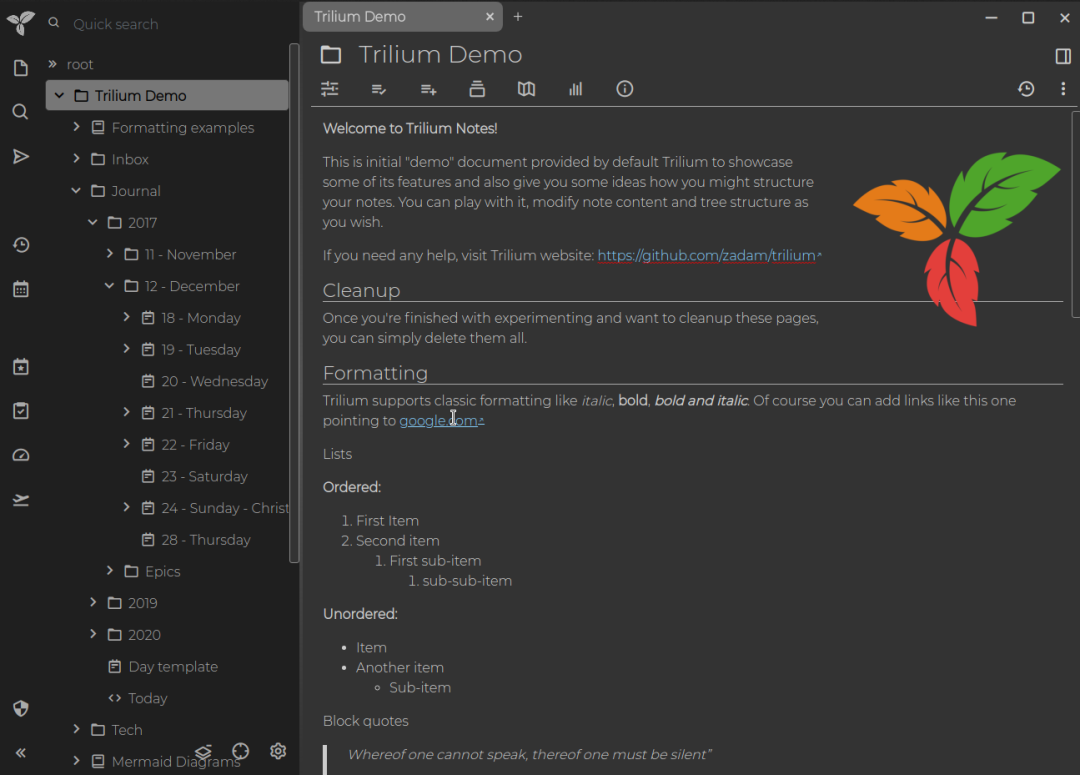 Quick search
root
Trilium Demo
Formatting examples
Inbox
Journal
2017
11 - November
12 - December
18 - Monday
19 - Tuesday
20 - Wednesday
21 - Thursday
22 - Friday
23 - Saturday
24 - Sunday - Christ
28 - Thursday
Epics
2019
2020
Day template
Today
Tech
Mermaid Diagrams
Trilium Demo
Trilium Demo
Welcome to Trilium Notes!
This is initial "demo" document provided by default Trilium to showcase
some of its features and also give you some ideas how you might structure
your notes. You can play with it, modify note content and tree structure as
you wish.
If you need any help, visit Trilium website: https://github.com/zadam/trilium
Cleanup
Once you're finished with experimenting and want to cleanup these pages,
you can simply delete them all.
Formatting
Trilium supports classic formatting like italic, bold, bold and italic. Of course you can add links like this one
pointing to google.com
Lists
Ordered:
1. First Item
2. Second item
1. First sub-item
1. sub-sub-item
Unordered:
• Item
• Another item
◦ Sub-item
Block quotes
Whereof one cannot speak, thereof one must be silent”